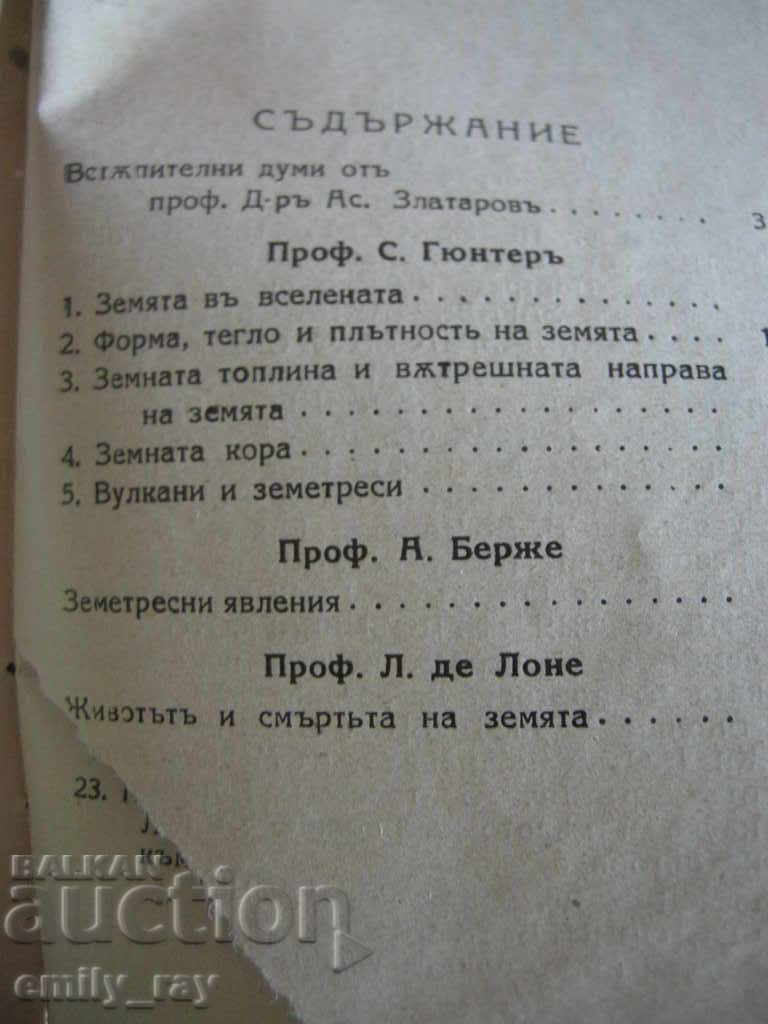 СЪДЪРЖАНИЕ
Встѫпителни думи отъ
проф. Д-ръ Ас. Златаровъ . . . . . . . . 3
Проф. С. Гюнтеръ
1. Земята въ вселената . . . . . . . . . . . . .
2. Форма, тегло и плътность на земята . . . . 1
3. Земната топлина и вѫтрешната направа
на земята . . . . . . . . . . . . . . . . .
4. Земната кора . . . . . . . . . . . . . . . . .
5. Вулкани и земетреси . . . . . . . . . . . . .
Проф. А. Берже
Земетресни явления . . . . . . . . . . . . . . . .
Проф. Л. де Лоне
Животътъ и смъртьта на земята . . . . . .
23.
Л.
към
BALKAN
auction
emily_ray